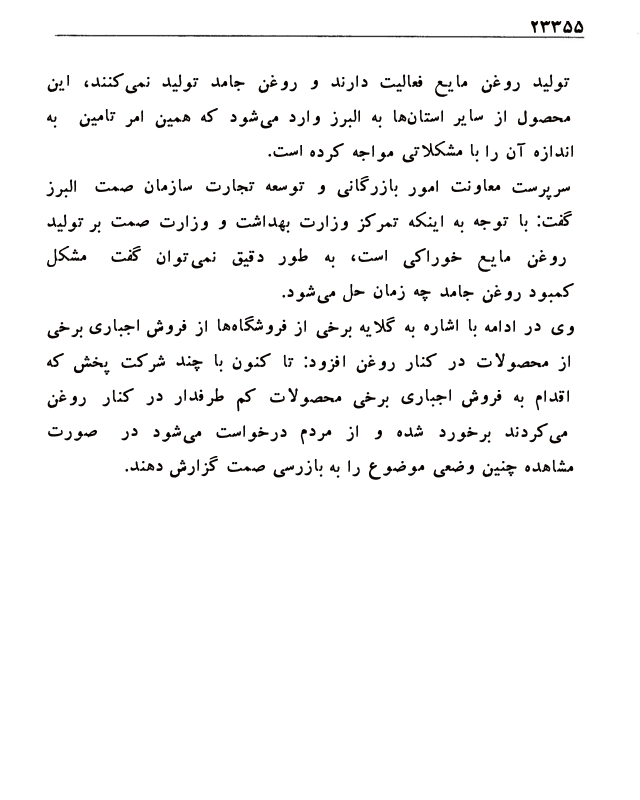 ۲۳۳۵۵
تولید روغن مایع فعالیت دارند و روغن جامد تولید نمی‌کنند، این
محصول از سایر استان‌ها به البرز وارد می‌شود که همین امر تامین به
اندازه آن را با مشکلاتی مواجه کرده است.
سرپرست معاونت امور بازرگانی و توسعه تجارت سازمان صمت البرز
گفت: با توجه به اینکه تمرکز وزارت بهداشت و وزارت صمت بر تولید
روغن مایع خوراکی است، به طور دقیق نمی‌توان گفت مشکل
کمبود روغن جامد چه زمان حل می‌شود.
وی در ادامه با اشاره به گلایه برخی از فروشگاه‌ها از فروش اجباری برخی
از محصولات در کنار روغن افزود: تا کنون با چند شرکت پخش که
اقدام به فروش اجباری برخی محصولات کم طرفدار در کنار روغن
می‌کردند برخورد شده و از مردم درخواست می‌شود در صورت
مشاهده چنین وضعی موضوع را به بازرسی صمت گزارش دهند.